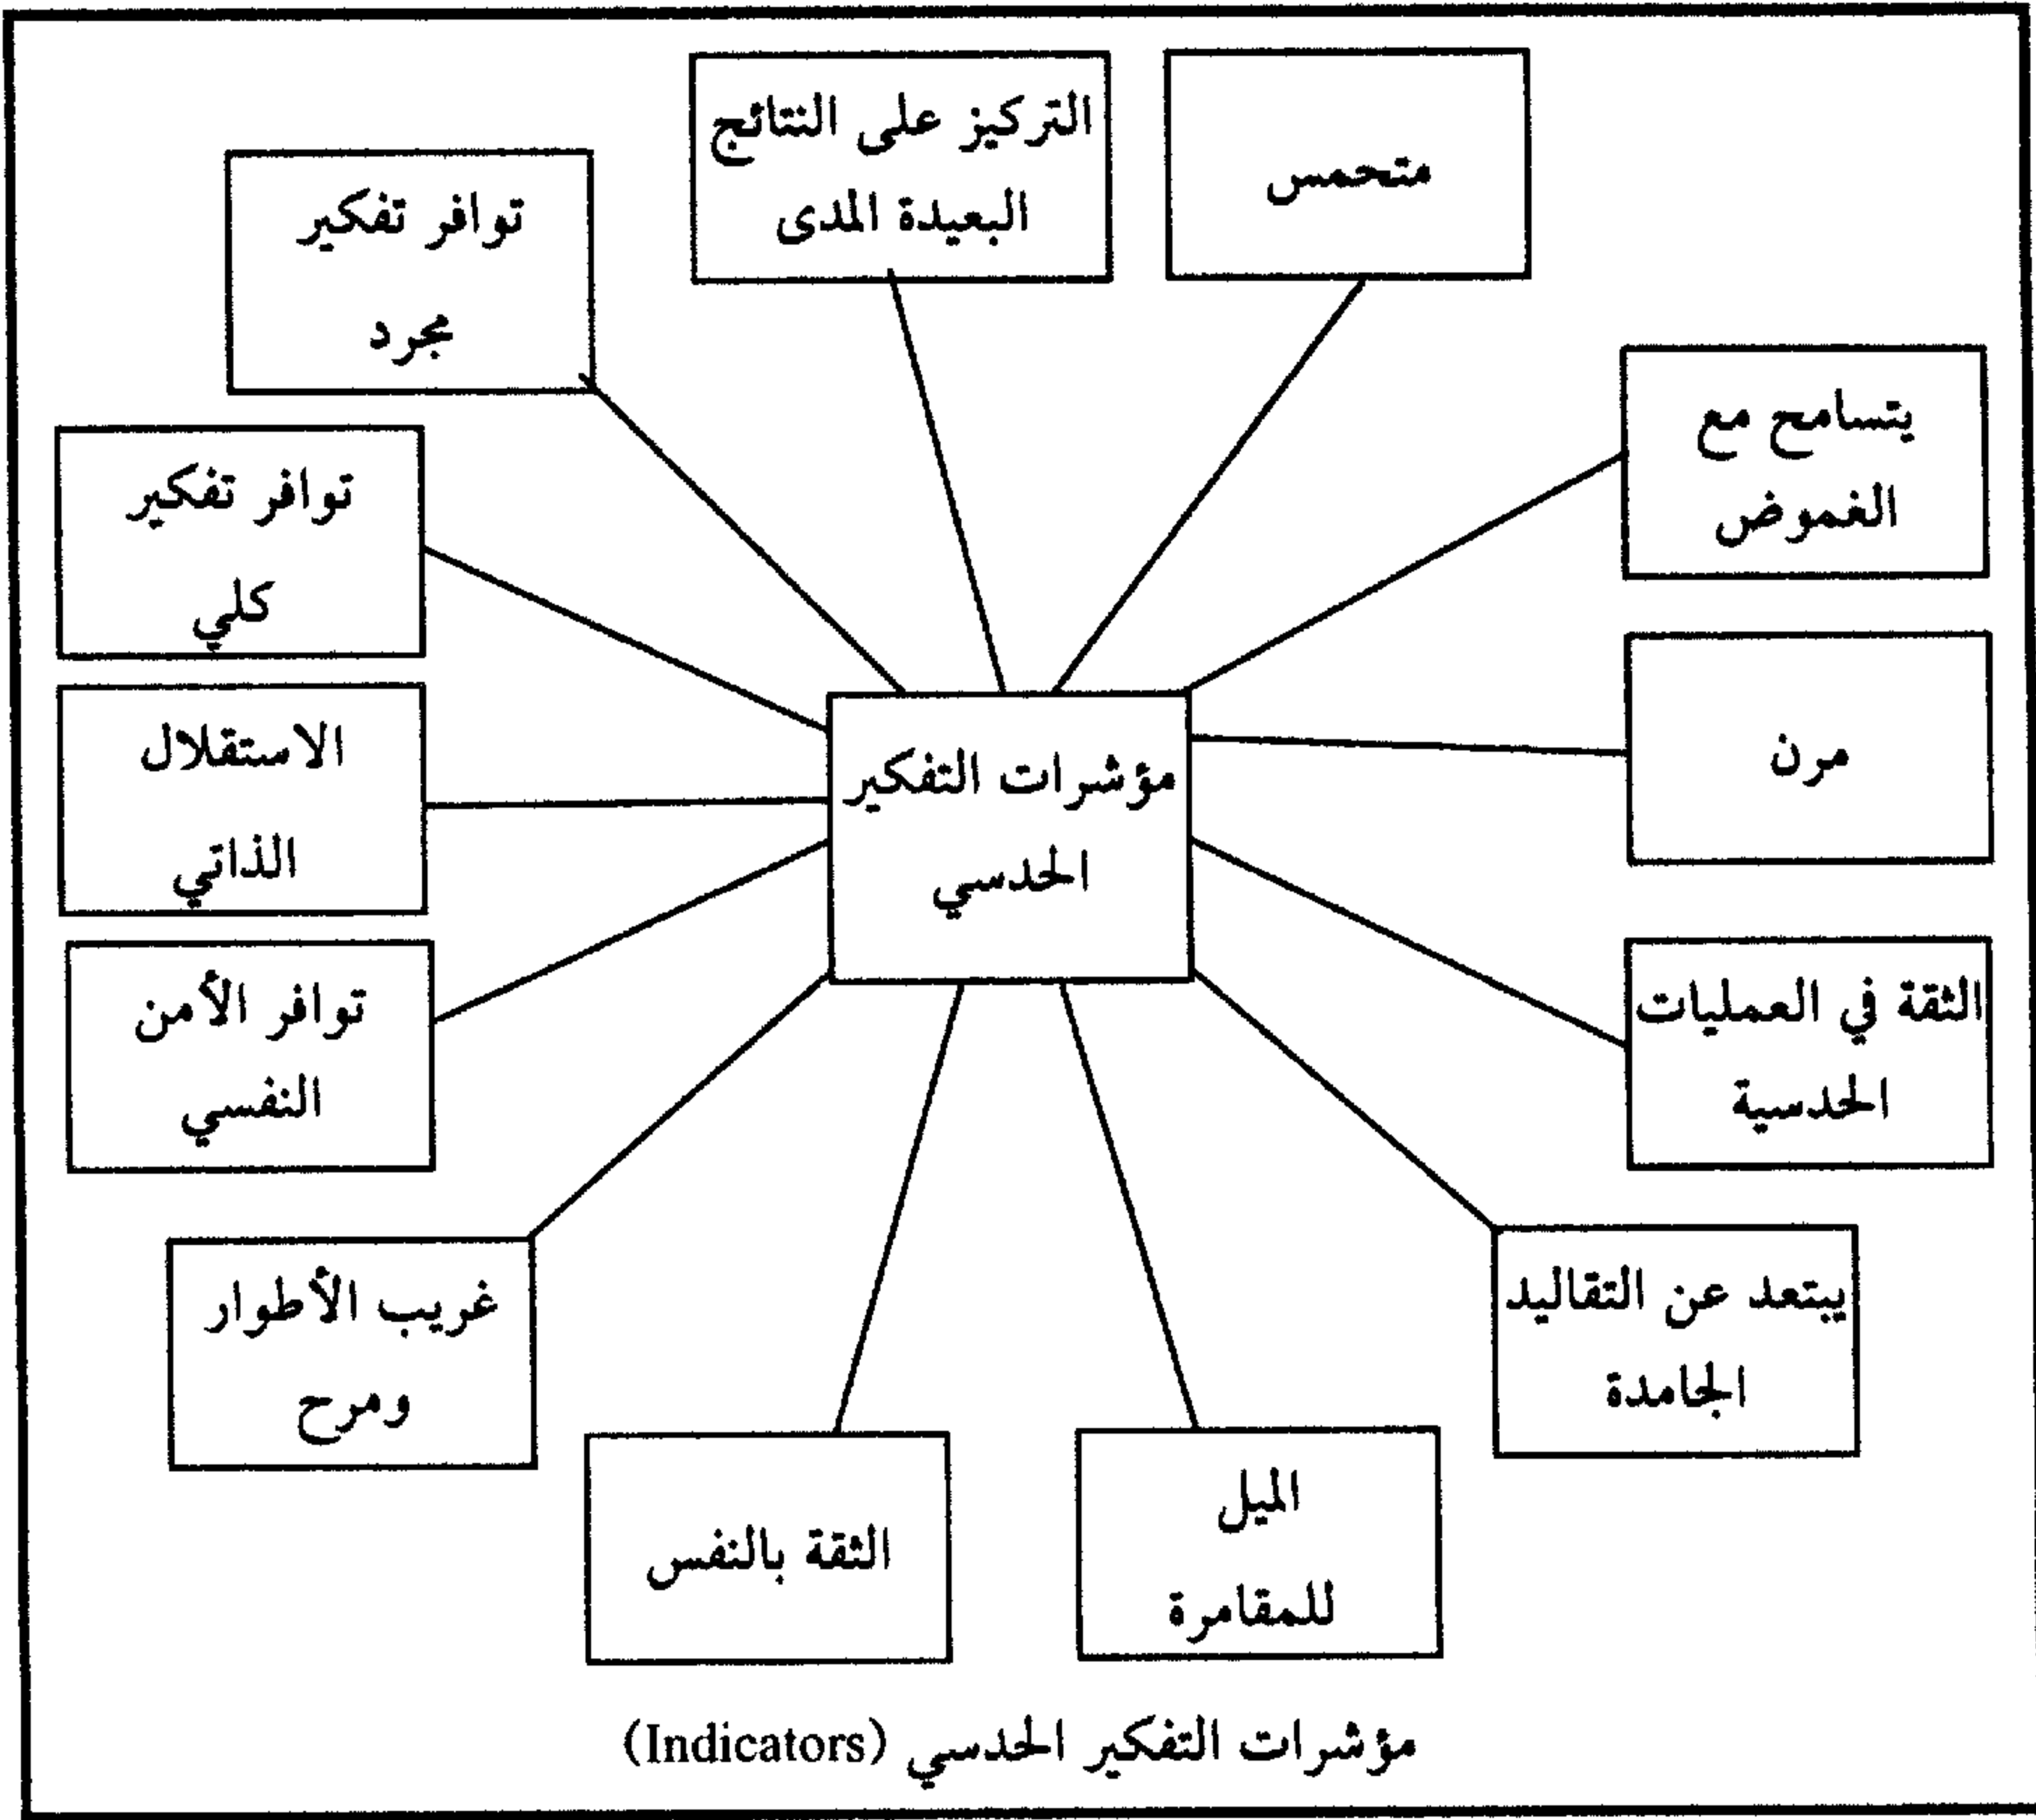 متحمس
التركيز على النتائج
البعيدة المدى
توافر تفكير
مجرد
يتسامح مع
الغموض
توافر تفكير
كلي
مرن
الاستقلال
الذاتي
مؤشرات التفكير
الحدسي
الثقة في العمليات
الحدسية
توافر الأمن
النفسي
يبتعد عن التقاليد
الجامدة
غريب الأطوار
ومرح
الميل
للمقامرة
الثقة بالنفس
مؤشرات التفكير الحدسي (Indicators)